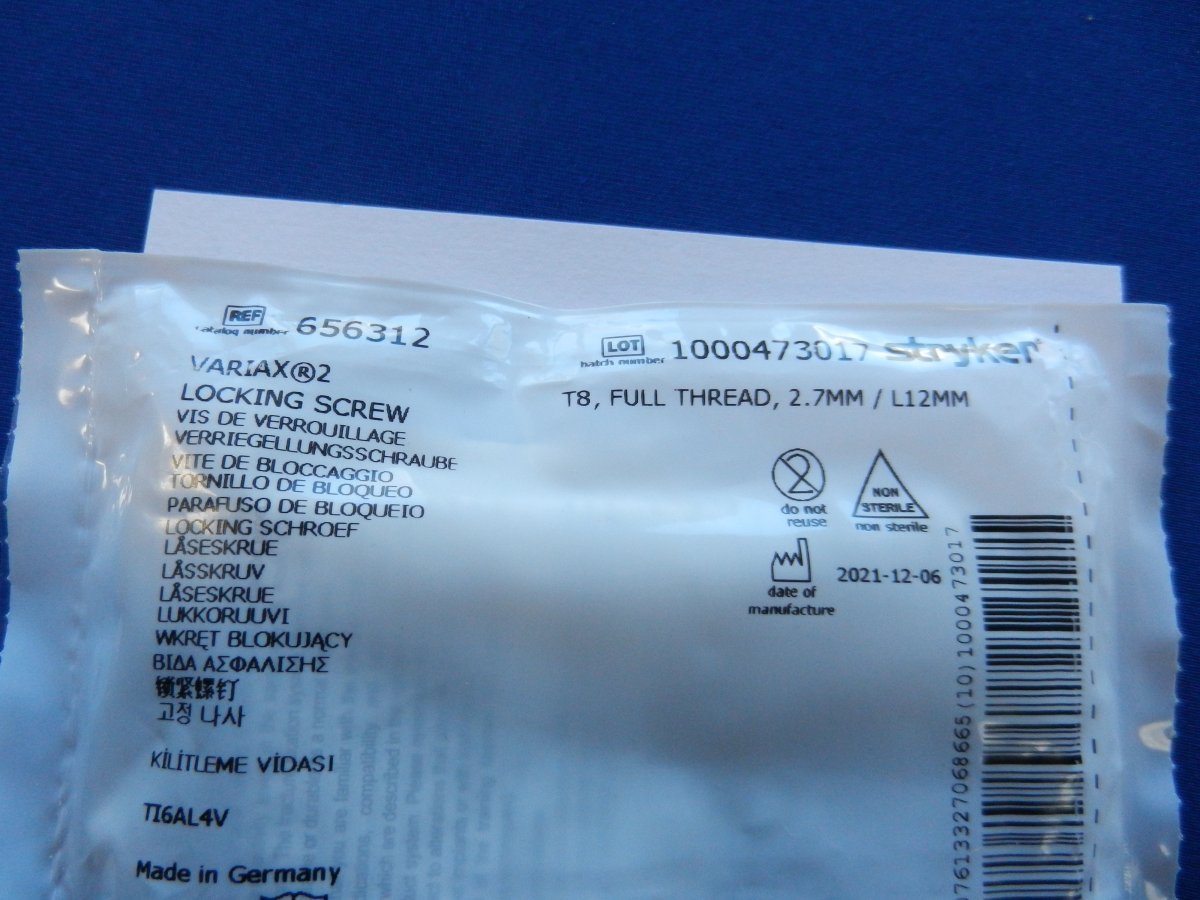 REF 656312
catalog number
LOT 1000473017 stryker
batch number
VARIAX®2
T8, FULL THREAD, 2.7MM / L12MM
LOCKING SCREW
VIS DE VERROUILLAGE
VERRIEGELLUNGSSCHRAUBE
VITE DE BLOCCAGGIO
TORNILLO DE BLOQUEO
PARAFUSO DE BLOQUEIO
LOCKING SCHROEF
LÅSESKRUE
LÅSSKRUV
LÅSESKRUE
LUKKORUUVI
WKRĘT BLOKUJĄCY
ΒΙΔΑ ΑΣΦΑΛΙΣΗΣ
锁紧螺钉
고정 나사
KİLİTLEME VİDASI
TI6AL4V
Made in Germany
2
do not
reuse
NON
STERILE
non sterile
2021-12-06
date of
manufacture
07613327068665(10)1000473017